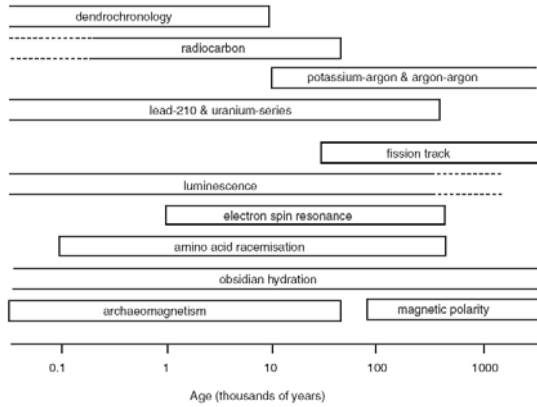 dendrochronology
radiocarbon
potassium-argon & argon-argon
lead-210 & uranium-series
fission track
luminescence
electron spin resonance
amino acid racemisation
obsidian hydration
archaeomagnetism
magnetic polarity
0.1 1 10 100 1000
Age (thousands of years)